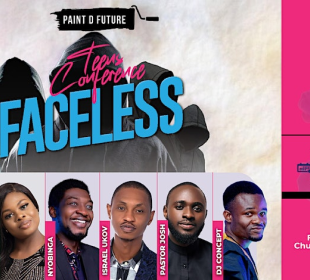 PAINT D FUTURE
Teens
Conference
FACELESS
NYOBINGA
ISRAEL UKOV
PASTOR JOSH
DJ CONCEPT